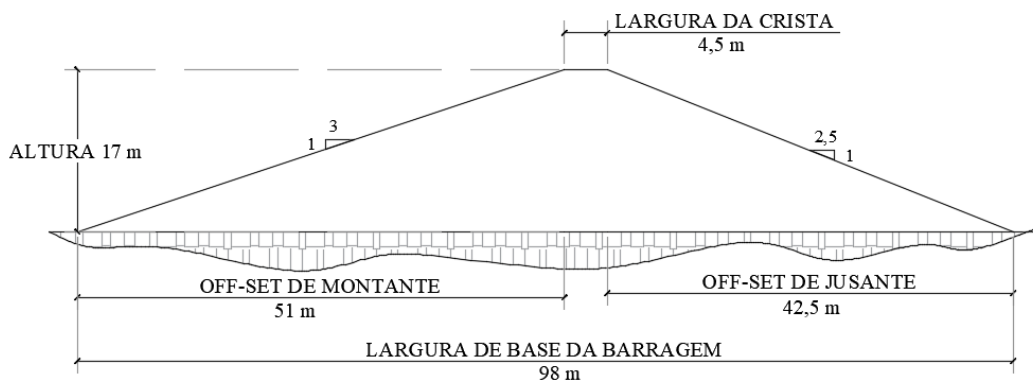 LARGURA DA CRISTA
4,5 m
3
1
2,5
1
ALTURA 17 m
OFF-SET DE MONTANTE
51 m
OFF-SET DE JUSANTE
42,5 m
LARGURA DE BASE DA BARRAGEM
98 m